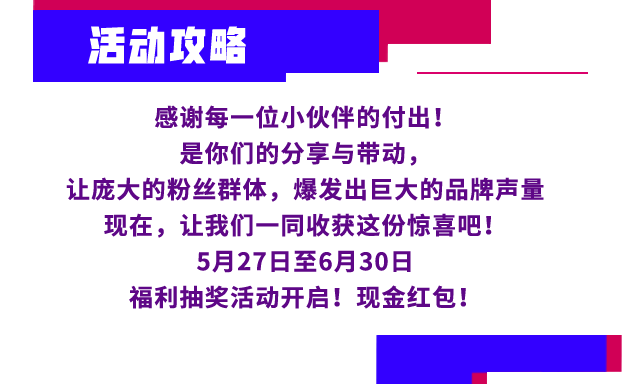 活动攻略
感谢每一位小伙伴的付出！
是你们的分享与带动，
让庞大的粉丝群体，爆发出巨大的品牌声量
现在，让我们一同收获这份惊喜吧！
5月27日至6月30日
福利抽奖活动开启！现金红包！